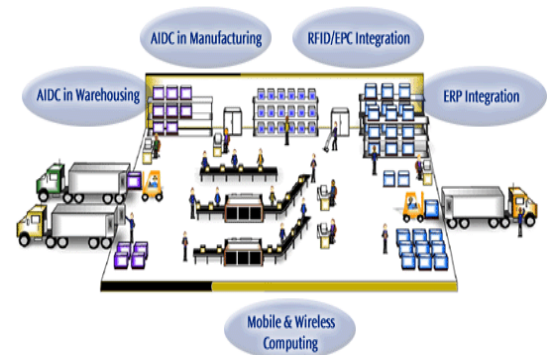 AIDC in Manufacturing
RFID/EPC Integration
AIDC in Warehousing
ERP Integration
Mobile & Wireless
Computing